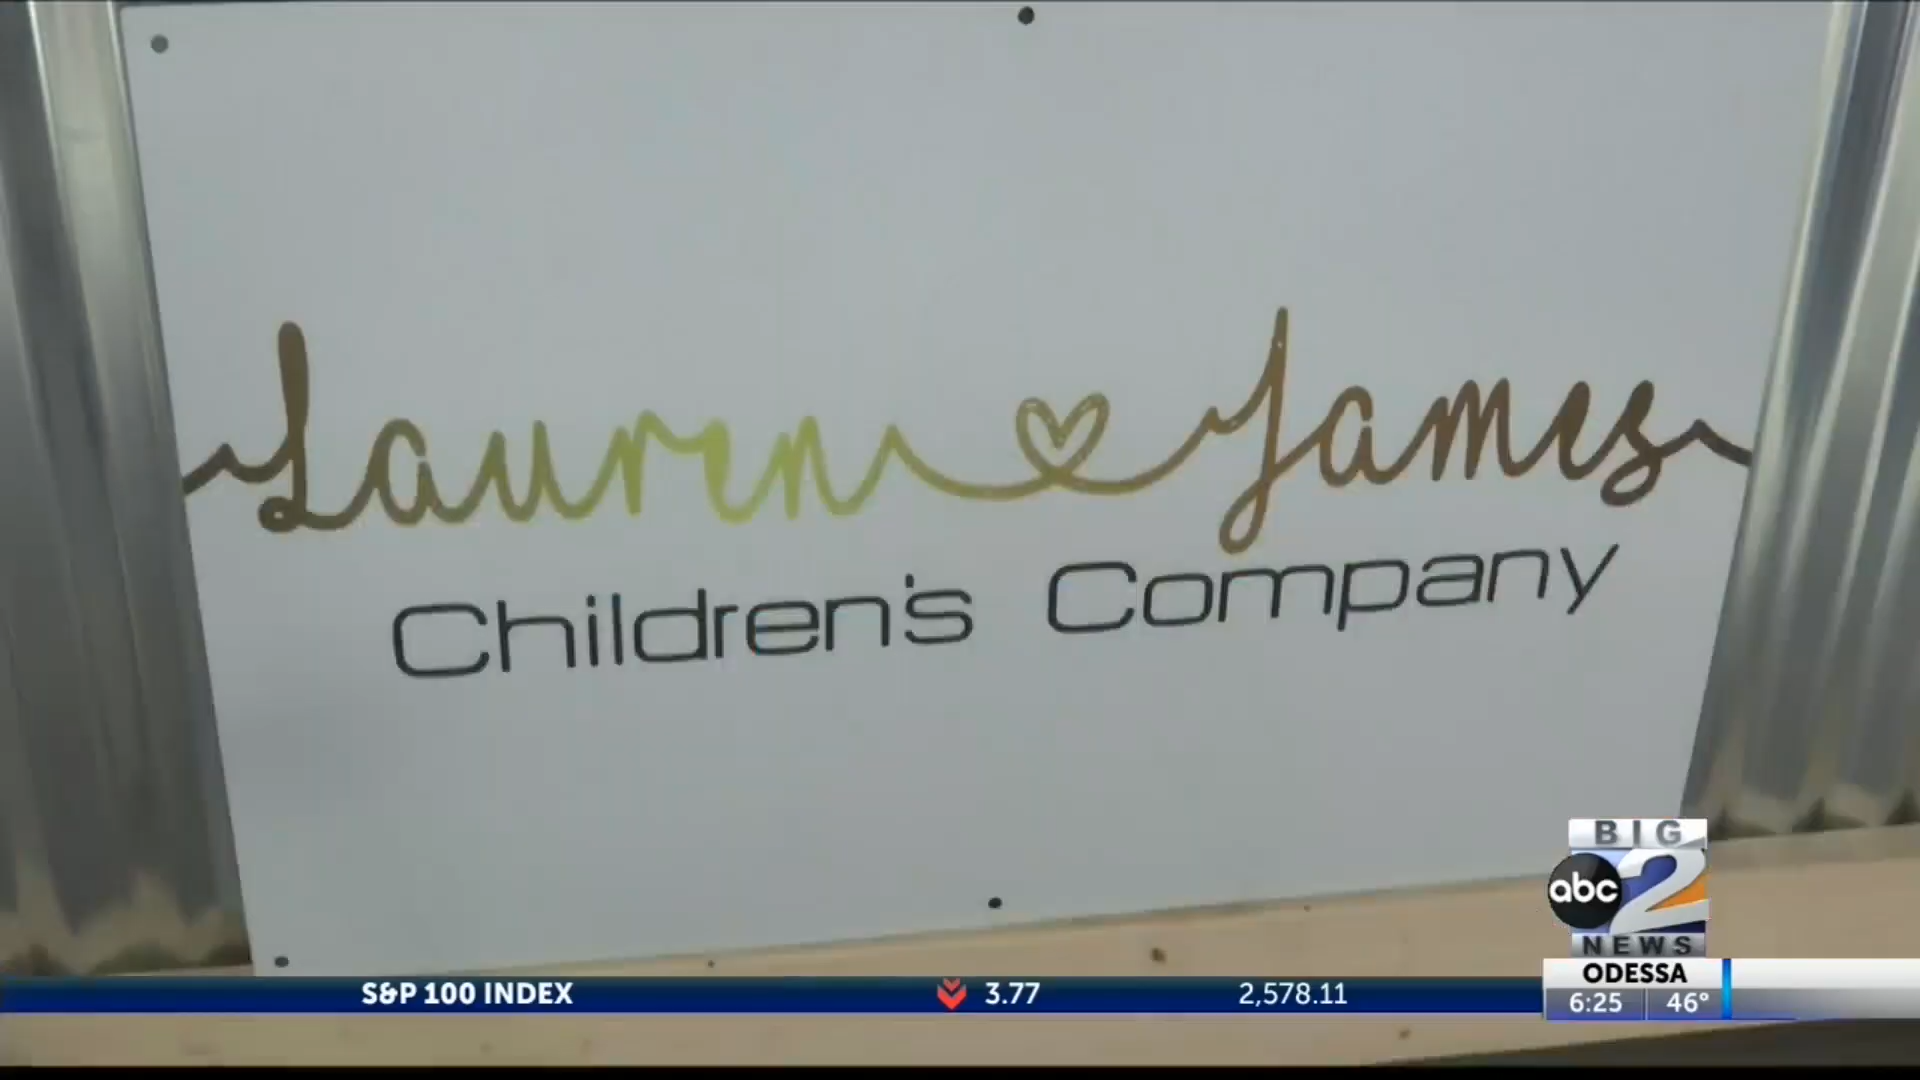 Lauren James
Children's Company
BIG
abc 2
NEWS
ODESSA
6:25 46°
S&P 100 INDEX 3.77 2,578.11